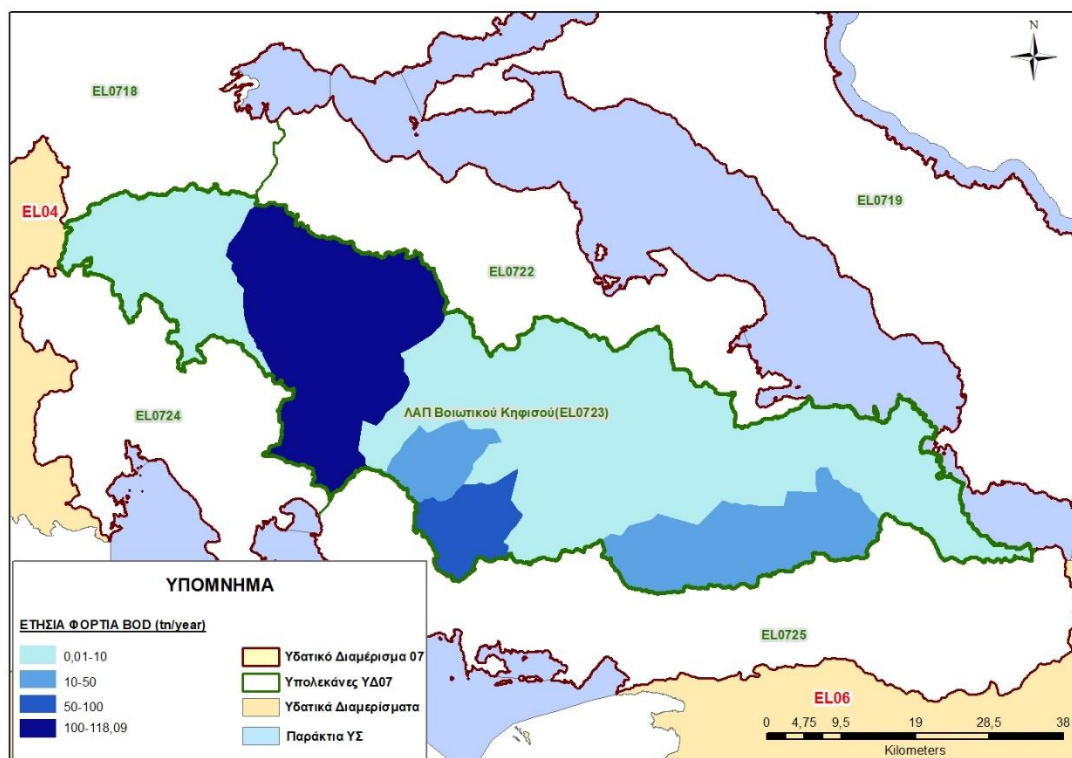 N
EL0718
EL04
EL0719
EL0722
EL0724
ΛΑΠ Βοιωτικού Κηφισού(EL0723)
EL0725
EL06
ΥΠΟΜΝΗΜΑ
ΕΤΗΣΙΑ ΦΟΡΤΙΑ BOD (tn/year)
0,01-10
10-50
50-100
100-118,09
Υδατικό Διαμέρισμα 07
Υπολεκάνες ΥΔ07
Υδατικά Διαμερίσματα
Παράκτια ΥΣ
0 4,75 9,5 19 28,5 38
Kilometers